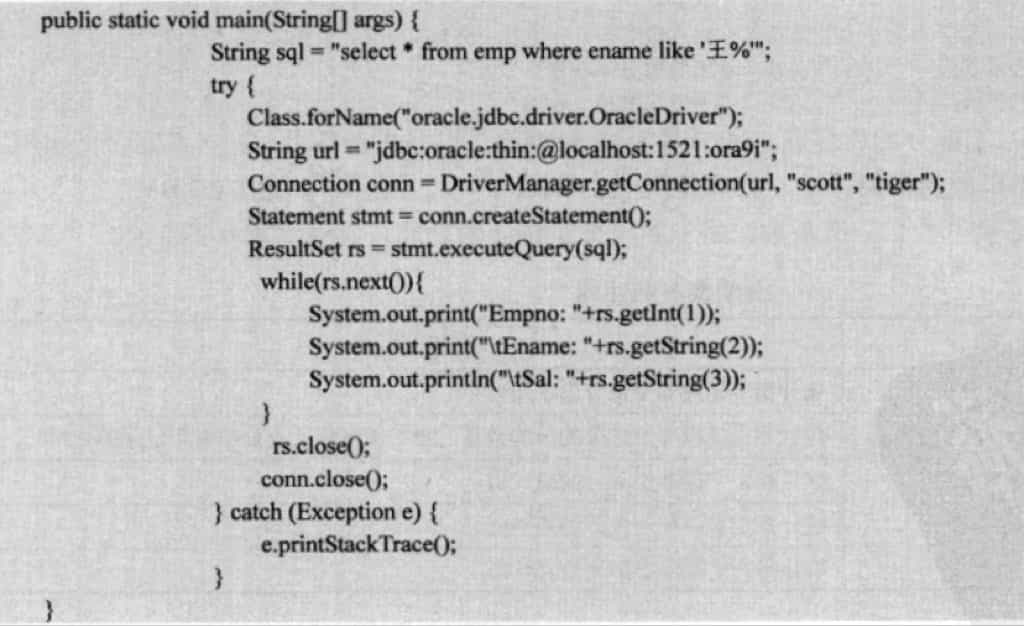 public static void main(String[] args) {
String sql = "select * from emp where ename like '王%'";
try {
Class.forName("oracle.jdbc.driver.OracleDriver");
String url = "jdbc:oracle:thin:@localhost:1521:ora9i";
Connection conn = DriverManager.getConnection(url, "scott", "tiger");
Statement stmt = conn.createStatement();
ResultSet rs = stmt.executeQuery(sql);
while(rs.next()){
System.out.print("Empno: "+rs.getInt(1));
System.out.print("\tEname: "+rs.getString(2));
System.out.println("\tSal: "+rs.getString(3));
}
rs.close();
conn.close();
} catch (Exception e) {
e.printStackTrace();
}
}